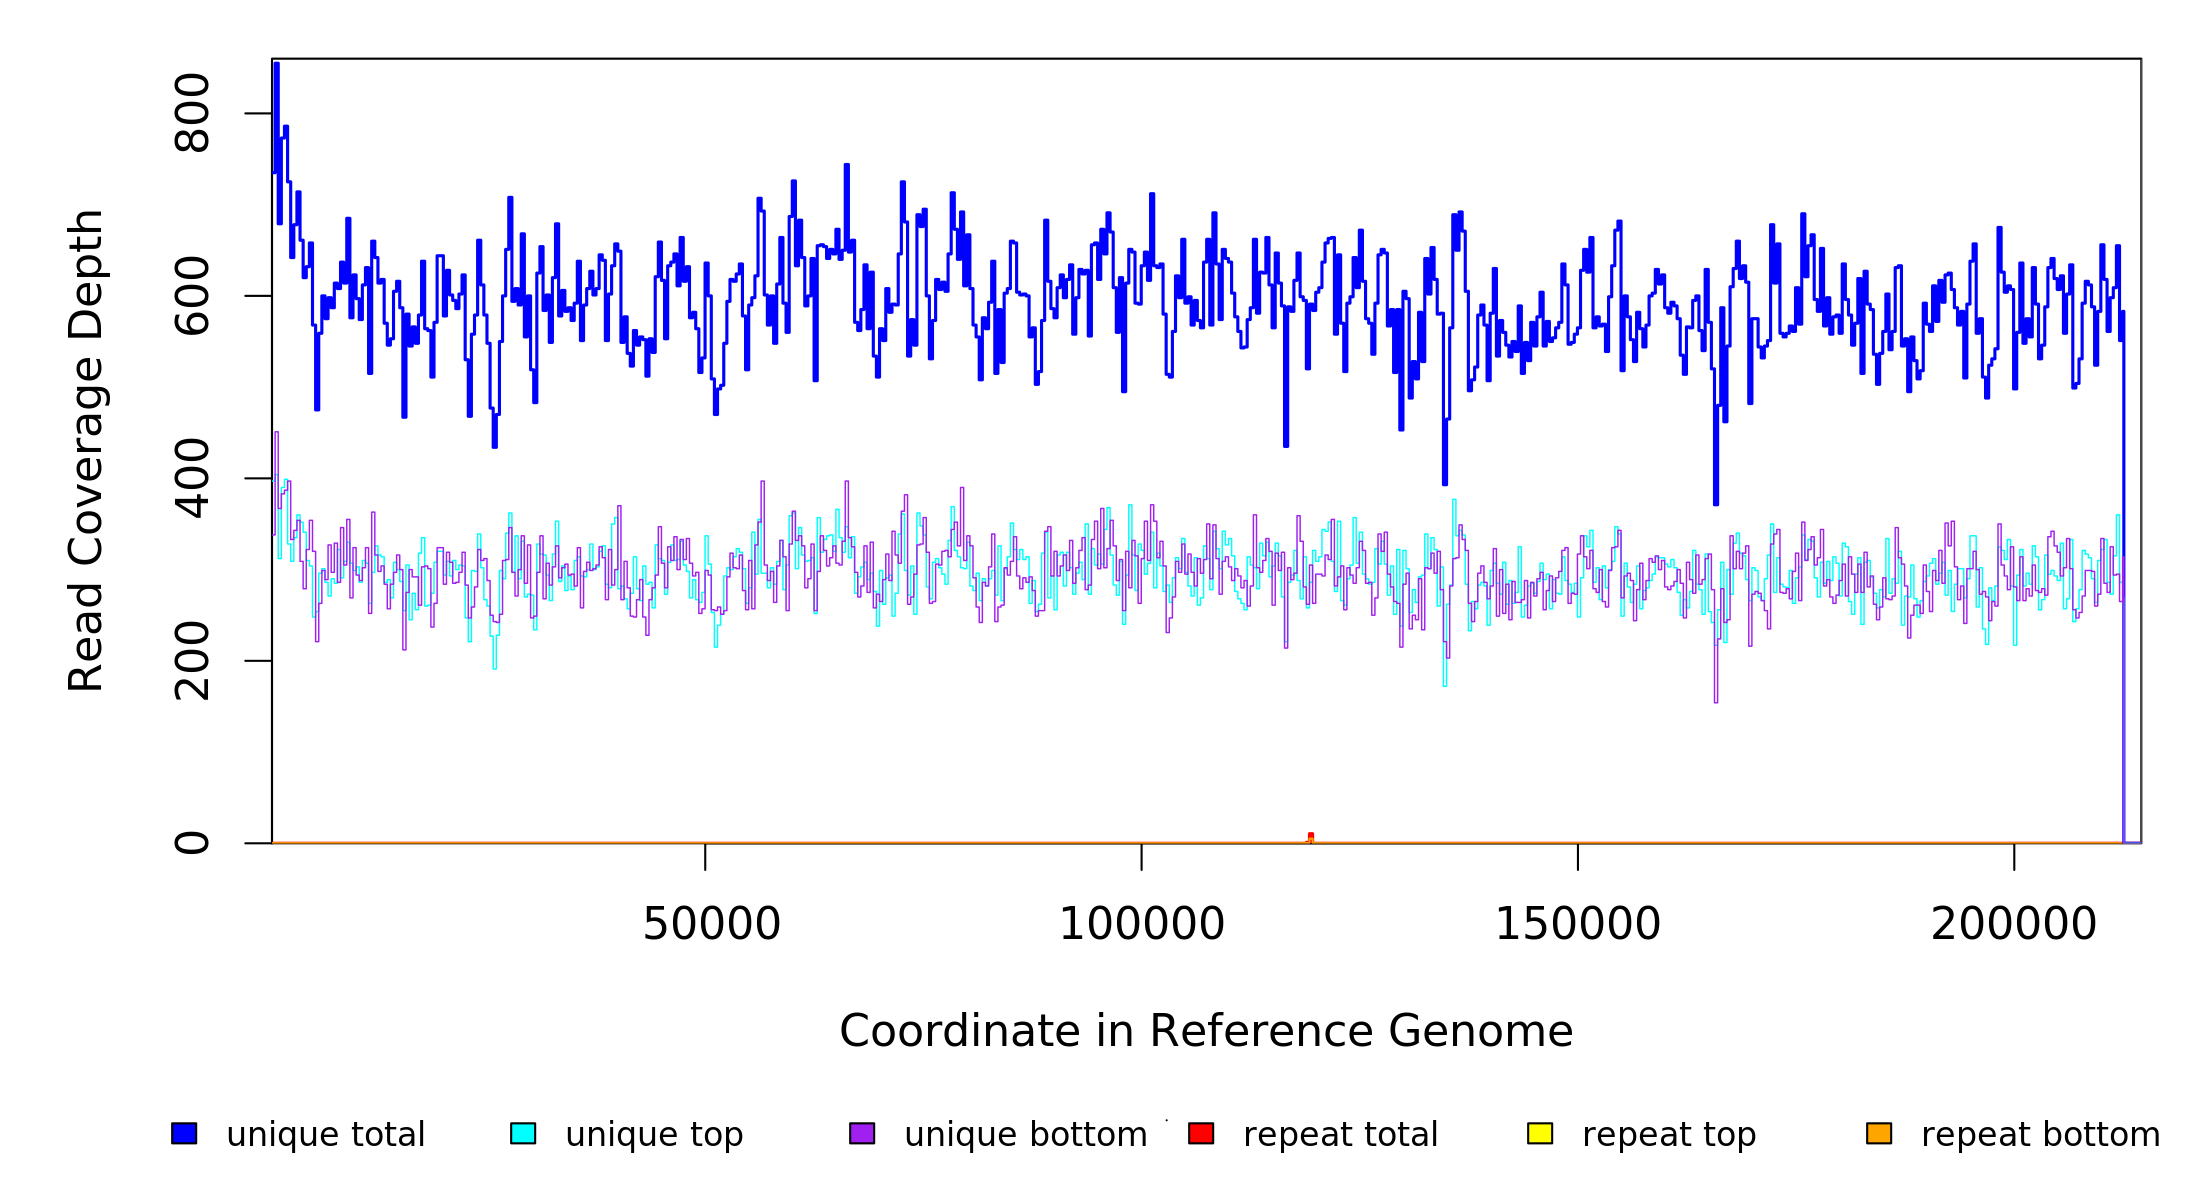 800
600
400
200
0
Read Coverage Depth
50000 100000 150000 200000
Coordinate in Reference Genome
unique total unique top unique bottom repeat total repeat top repeat bottom